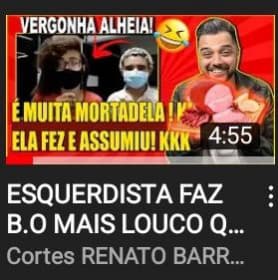 VERGONHA ALHEIA!
É MUITA MORTADELA ! K
ELA FEZ E ASSUMIU! KKK
4:55
ESQUERDISTA FAZ
B.O MAIS LOUCO Q...
Cortes RENATO BARR...